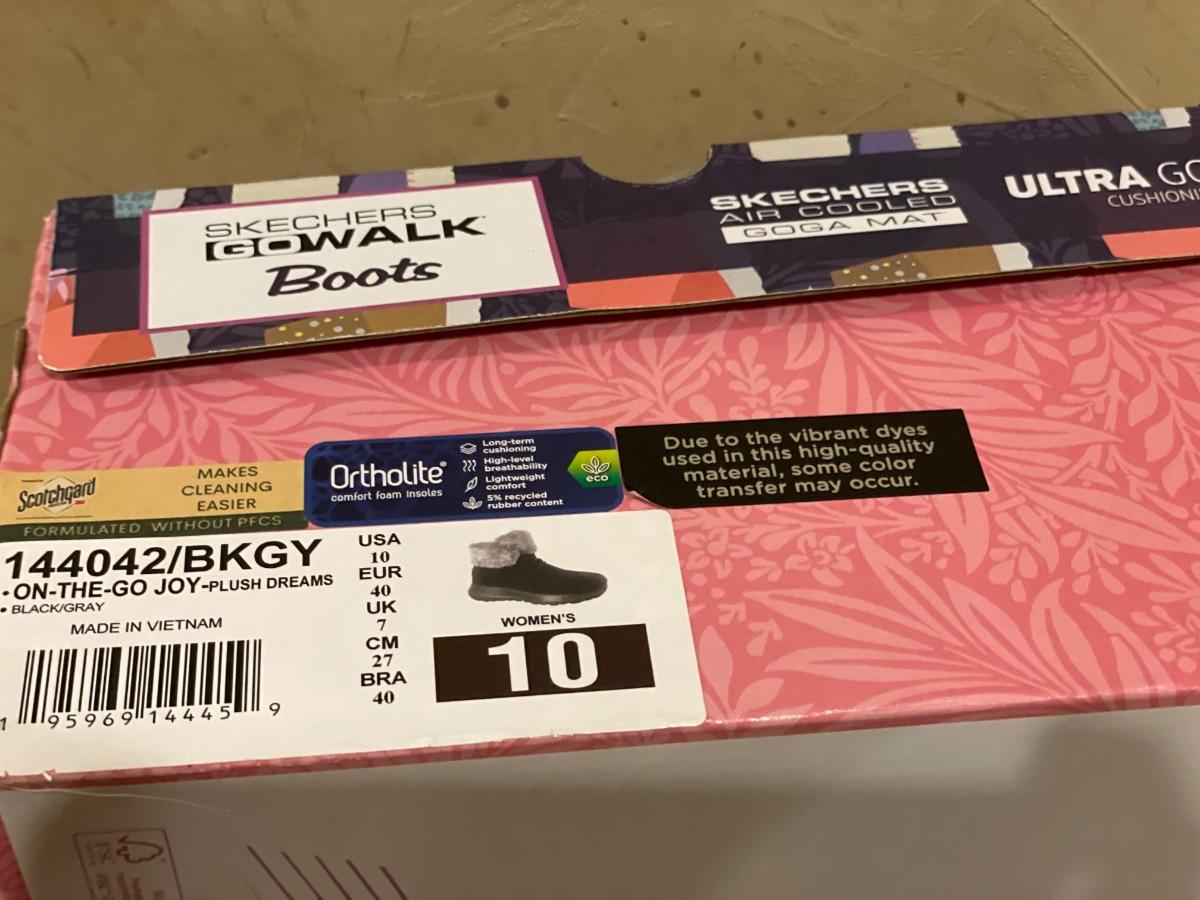 SKECHERS
GOWALK
Boots
SKECHERS
AIR COOLED
GOGA MAT
ULTRA
Scotchgard
MAKES
CLEANING
EASIER
FORMULATED WITHOUT PFCS
Ortholite®
comfort foam insoles
Long-term
cushioning
High-level
breathability
Lightweight
comfort
5% recycled
rubber content
eco
Due to the vibrant dyes
used in this high-quality
material, some color
transfer may occur.
144042/BKGY
• ON-THE-GO JOY-PLUSH DREAMS
• BLACK/GRAY
MADE IN VIETNAM
1 95969 14445 9
USA
10
EUR
40
UK
7
CM
27
BRA
40
WOMEN'S
10